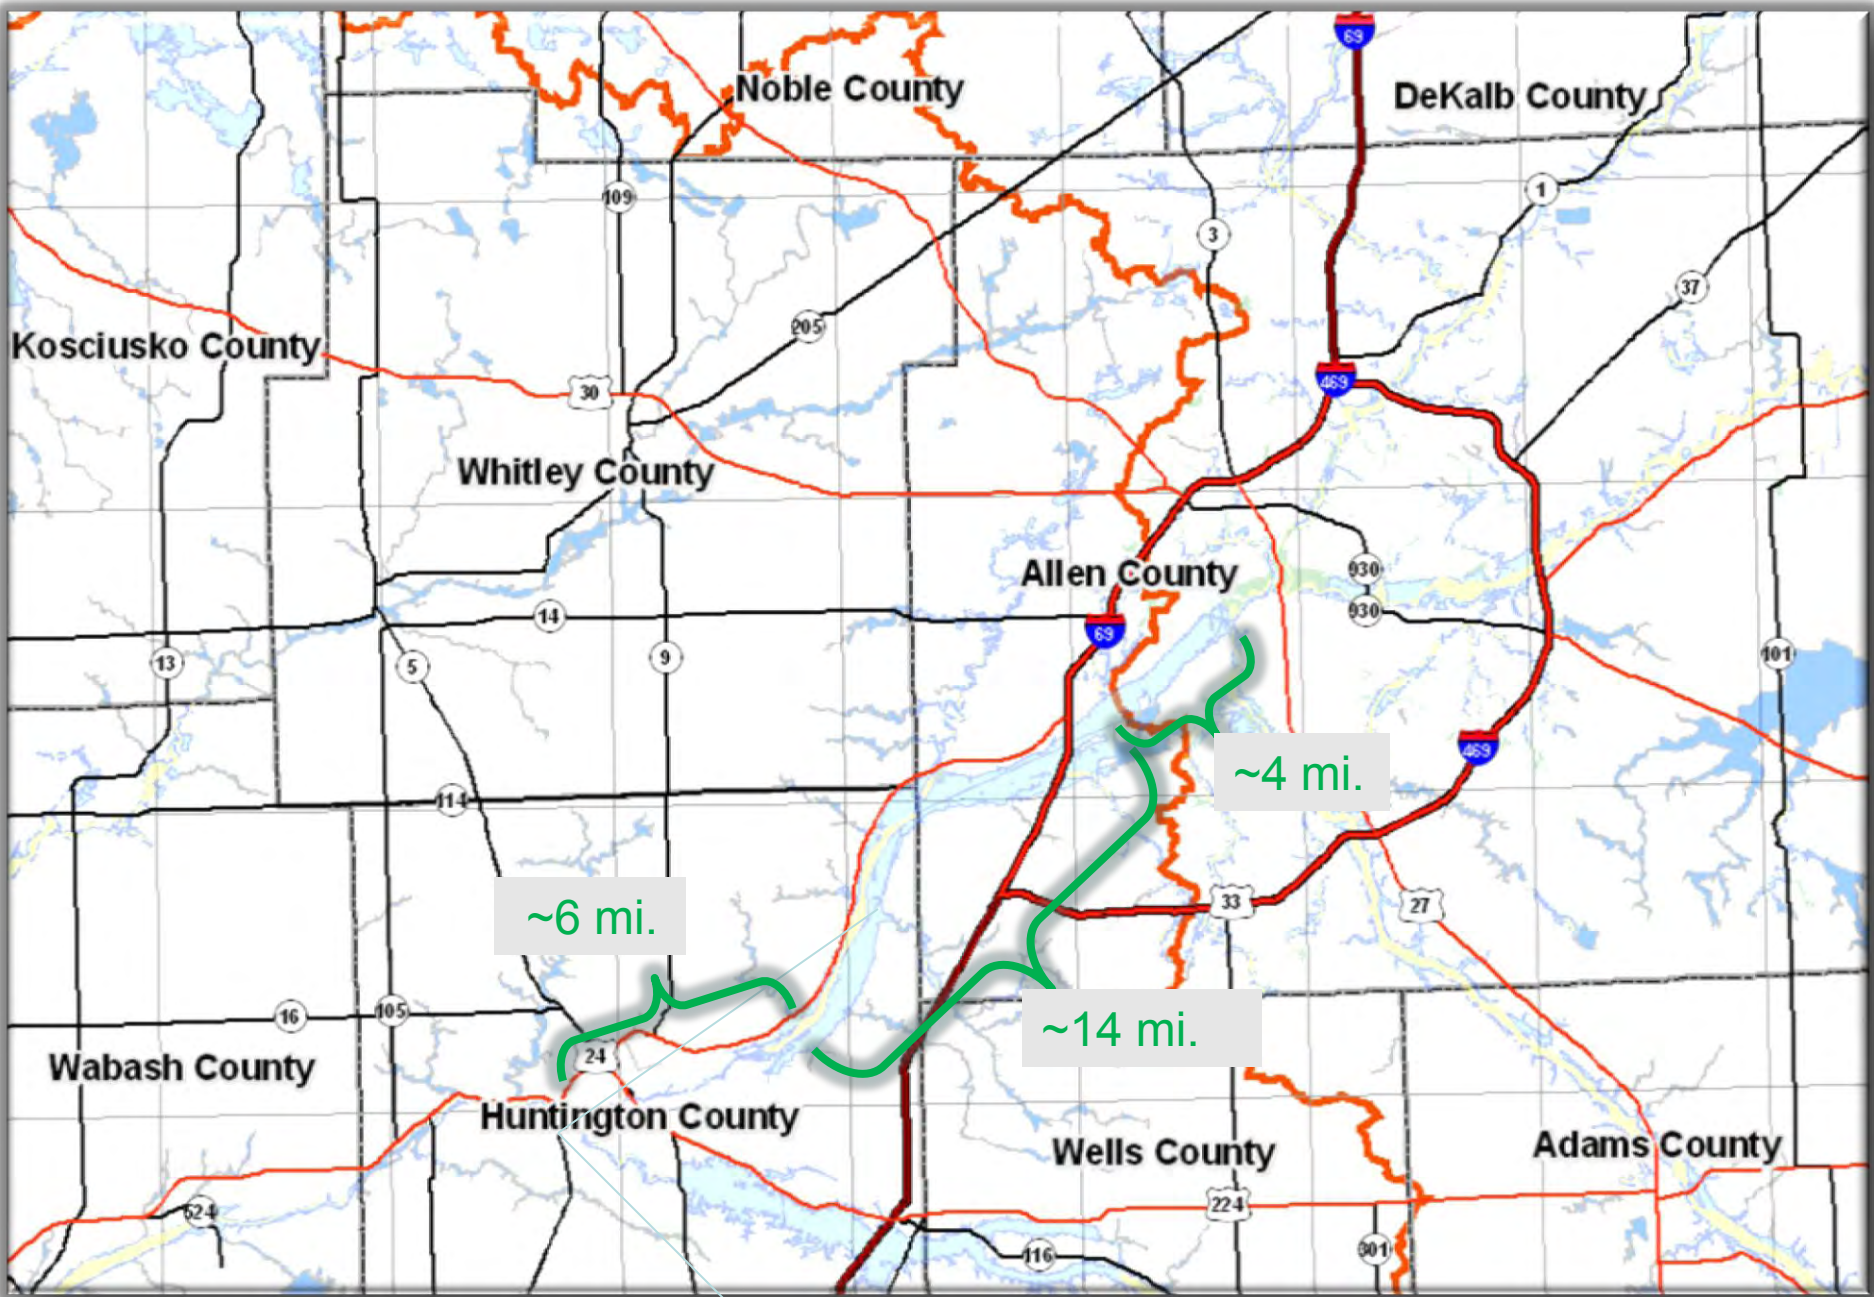 69
Noble County
DeKalb County
109
1
3
37
205
Kosciusko County
30
469
Whitley County
Allen County
930
14
930
69
13
5
9
101
469
~4 mi.
114
33
27
~6 mi.
16
105
~14 mi.
24
Wabash County
Huntington County
Wells County
Adams County
524
224
116
301